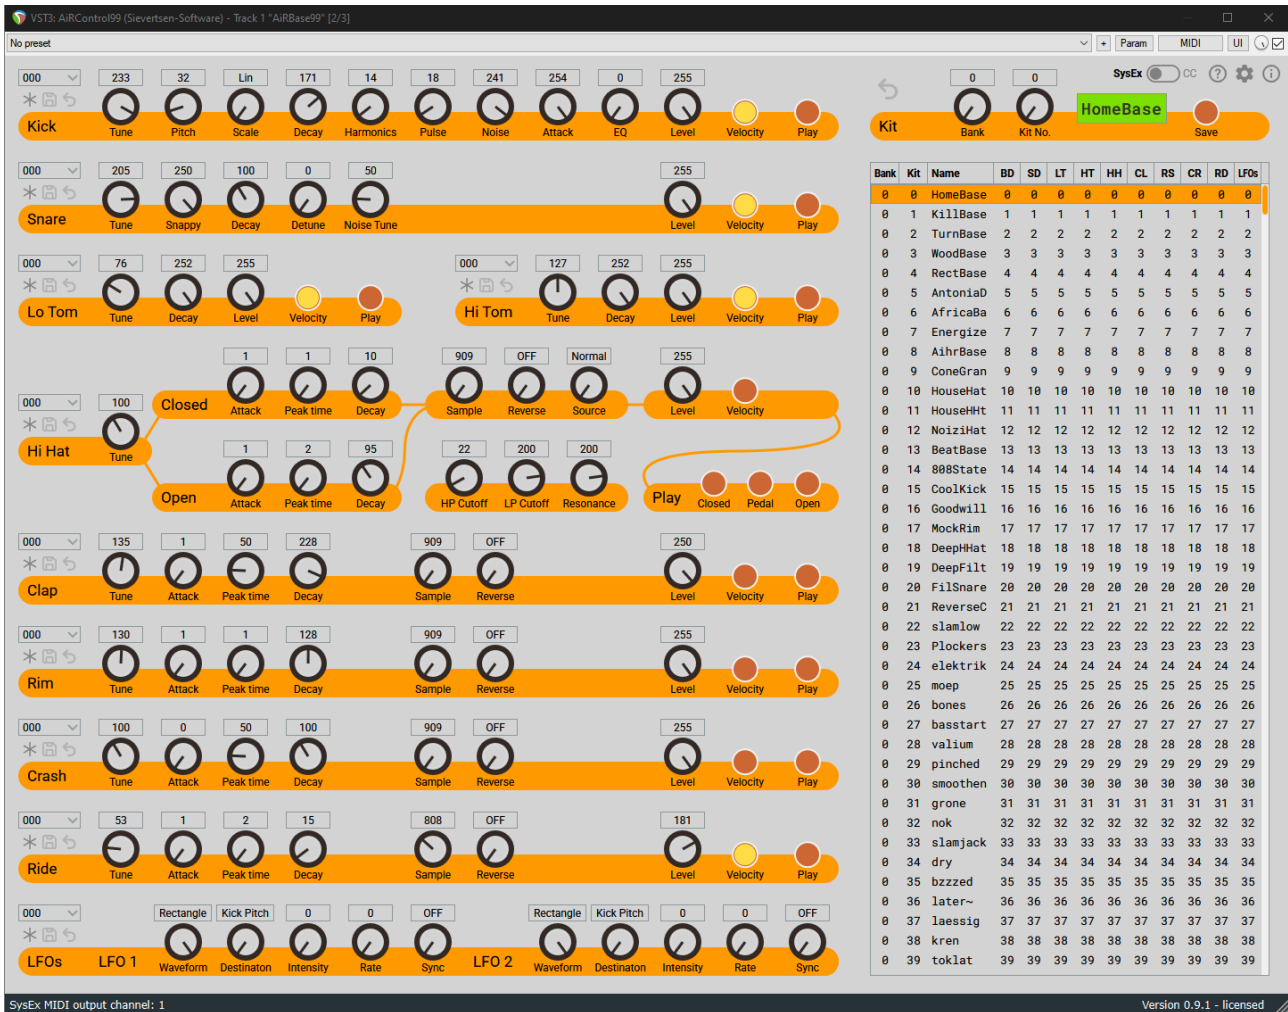 VST3: AiRControl99 (Sievertsen-Software) - Track 1 "AiRBase99" [2/3]
No preset + Param MIDI UI
000 233 32 Lin 171 14 18 241 254 0 255
Kick Tune Pitch Scale Decay Harmonics Pulse Noise Attack EQ Level Velocity Play
0 0 SysEx CC ? i
Kit Bank Kit No. HomeBase Save
000 205 250 100 0 50 255
Snare Tune Snappy Decay Detune Noise Tune Level Velocity Play
000 76 252 255
Lo Tom Tune Decay Level Velocity Play
000 127 252 255
Hi Tom Tune Decay Level Velocity Play
1 1 10 909 OFF Normal 255
Closed Attack Peak time Decay Sample Reverse Source Level Velocity
000 100
Hi Hat Tune
1 2 95 22 200 200
Open Attack Peak time Decay HP Cutoff LP Cutoff Resonance Play Closed Pedal Open
000 135 1 50 228 909 OFF 250
Clap Tune Attack Peak time Decay Sample Reverse Level Velocity Play
000 130 1 1 128 909 OFF 255
Rim Tune Attack Peak time Decay Sample Reverse Level Velocity Play
000 100 0 50 100 909 OFF 255
Crash Tune Attack Peak time Decay Sample Reverse Level Velocity Play
000 53 1 2 15 808 OFF 181
Ride Tune Attack Peak time Decay Sample Reverse Level Velocity Play
000 Rectangle Kick Pitch 0 0 OFF Rectangle Kick Pitch 0 0 OFF
LFOs LFO 1 Waveform Destinaton Intensity Rate Sync LFO 2 Waveform Destinaton Intensity Rate Sync
Bank Kit Name BD SD LT HT HH CL RS CR RD LFOs
0 0 HomeBase 0 0 0 0 0 0 0 0 0 0
0 1 KillBase 1 1 1 1 1 1 1 1 1 1
0 2 TurnBase 2 2 2 2 2 2 2 2 2 2
0 3 WoodBase 3 3 3 3 3 3 3 3 3 3
0 4 RectBase 4 4 4 4 4 4 4 4 4 4
0 5 AntoniaD 5 5 5 5 5 5 5 5 5 5
0 6 AfricaBa 6 6 6 6 6 6 6 6 6 6
0 7 Energize 7 7 7 7 7 7 7 7 7 7
0 8 AihrBase 8 8 8 8 8 8 8 8 8 8
0 9 ConeGran 9 9 9 9 9 9 9 9 9 9
0 10 HouseHat 10 10 10 10 10 10 10 10 10 10
0 11 HouseHHt 11 11 11 11 11 11 11 11 11 11
0 12 NoiziHat 12 12 12 12 12 12 12 12 12 12
0 13 BeatBase 13 13 13 13 13 13 13 13 13 13
0 14 808State 14 14 14 14 14 14 14 14 14 14
0 15 CoolKick 15 15 15 15 15 15 15 15 15 15
0 16 Goodwill 16 16 16 16 16 16 16 16 16 16
0 17 MockRim 17 17 17 17 17 17 17 17 17 17
0 18 DeepHHat 18 18 18 18 18 18 18 18 18 18
0 19 DeepFilt 19 19 19 19 19 19 19 19 19 19
0 20 FilSnare 20 20 20 20 20 20 20 20 20 20
0 21 ReverseC 21 21 21 21 21 21 21 21 21 21
0 22 slamlow 22 22 22 22 22 22 22 22 22 22
0 23 Plockers 23 23 23 23 23 23 23 23 23 23
0 24 elektrik 24 24 24 24 24 24 24 24 24 24
0 25 moep 25 25 25 25 25 25 25 25 25 25
0 26 bones 26 26 26 26 26 26 26 26 26 26
0 27 basstart 27 27 27 27 27 27 27 27 27 27
0 28 valium 28 28 28 28 28 28 28 28 28 28
0 29 pinched 29 29 29 29 29 29 29 29 29 29
0 30 smoothen 30 30 30 30 30 30 30 30 30 30
0 31 grone 31 31 31 31 31 31 31 31 31 31
0 32 nok 32 32 32 32 32 32 32 32 32 32
0 33 slamjack 33 33 33 33 33 33 33 33 33 33
0 34 dry 34 34 34 34 34 34 34 34 34 34
0 35 bzzzed 35 35 35 35 35 35 35 35 35 35
0 36 later~ 36 36 36 36 36 36 36 36 36 36
0 37 laessig 37 37 37 37 37 37 37 37 37 37
0 38 kren 38 38 38 38 38 38 38 38 38 38
0 39 toklat 39 39 39 39 39 39 39 39 39 39
SysEx MIDI output channel: 1 Version 0.9.1 - licensed